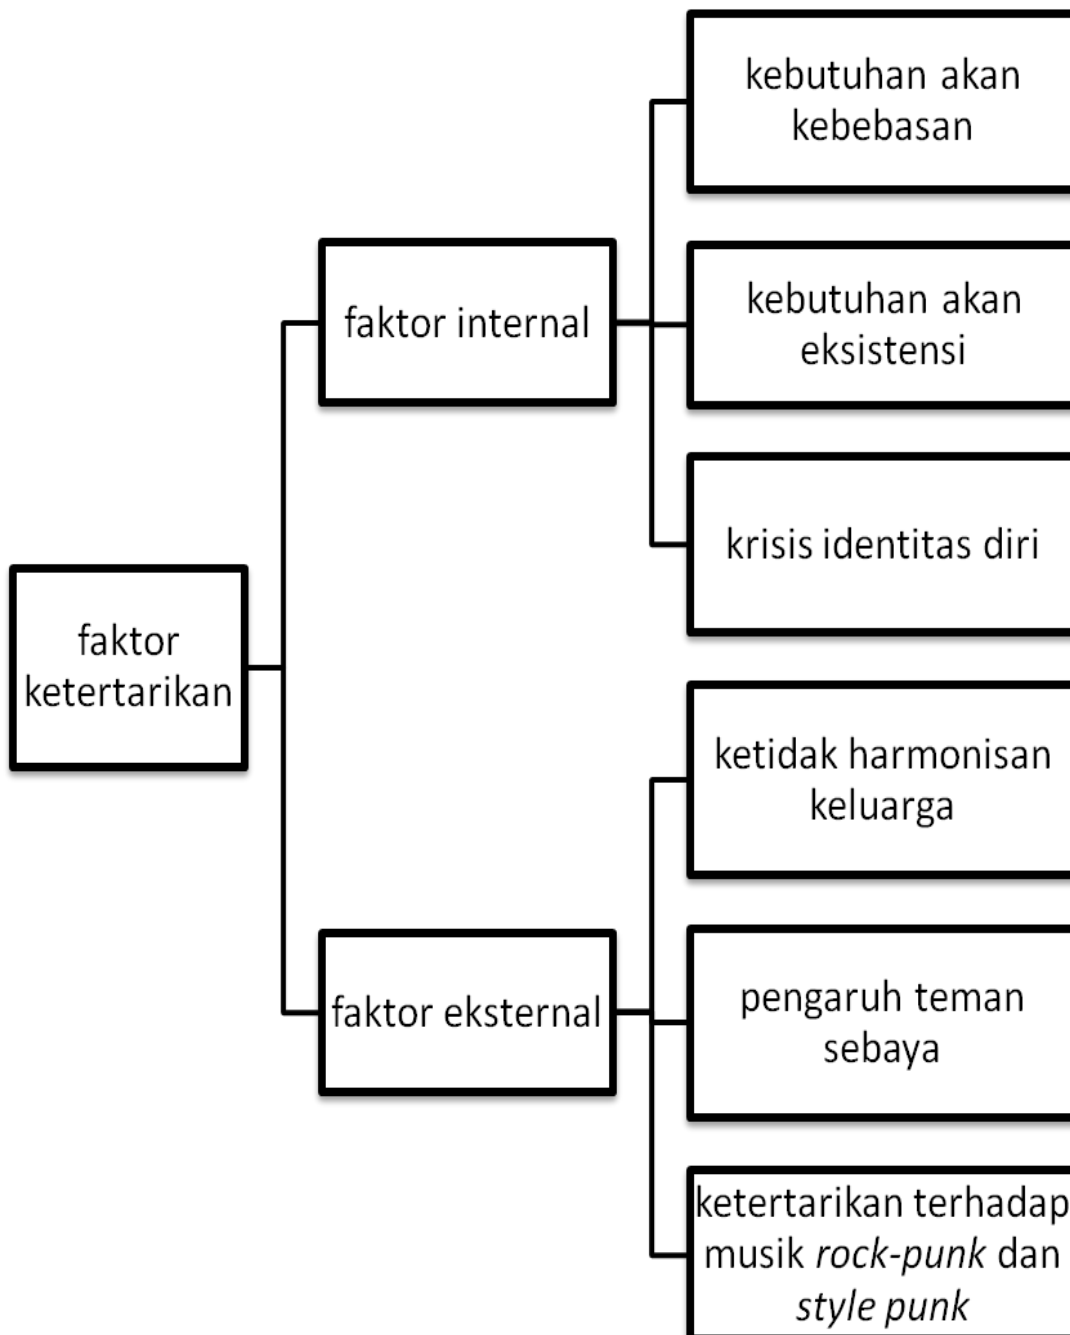 faktor
ketertarikan
faktor internal
kebutuhan akan
kebebasan
kebutuhan akan
eksistensi
krisis identitas diri
faktor eksternal
ketidak harmonisan
keluarga
pengaruh teman
sebaya
ketertarikan terhadap
musik rock-punk dan
style punk